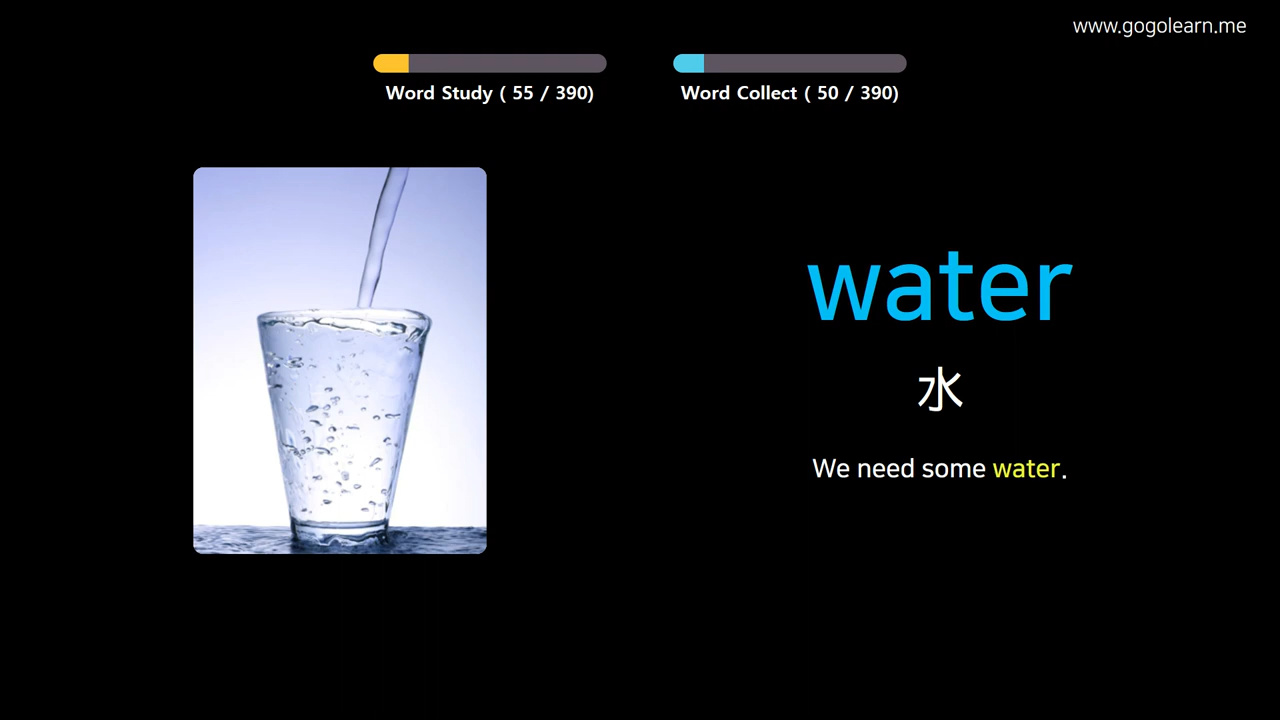 www.gogolearn.me
Word Study ( 55 / 390)
Word Collect ( 50 / 390)
water
水
We need some water.